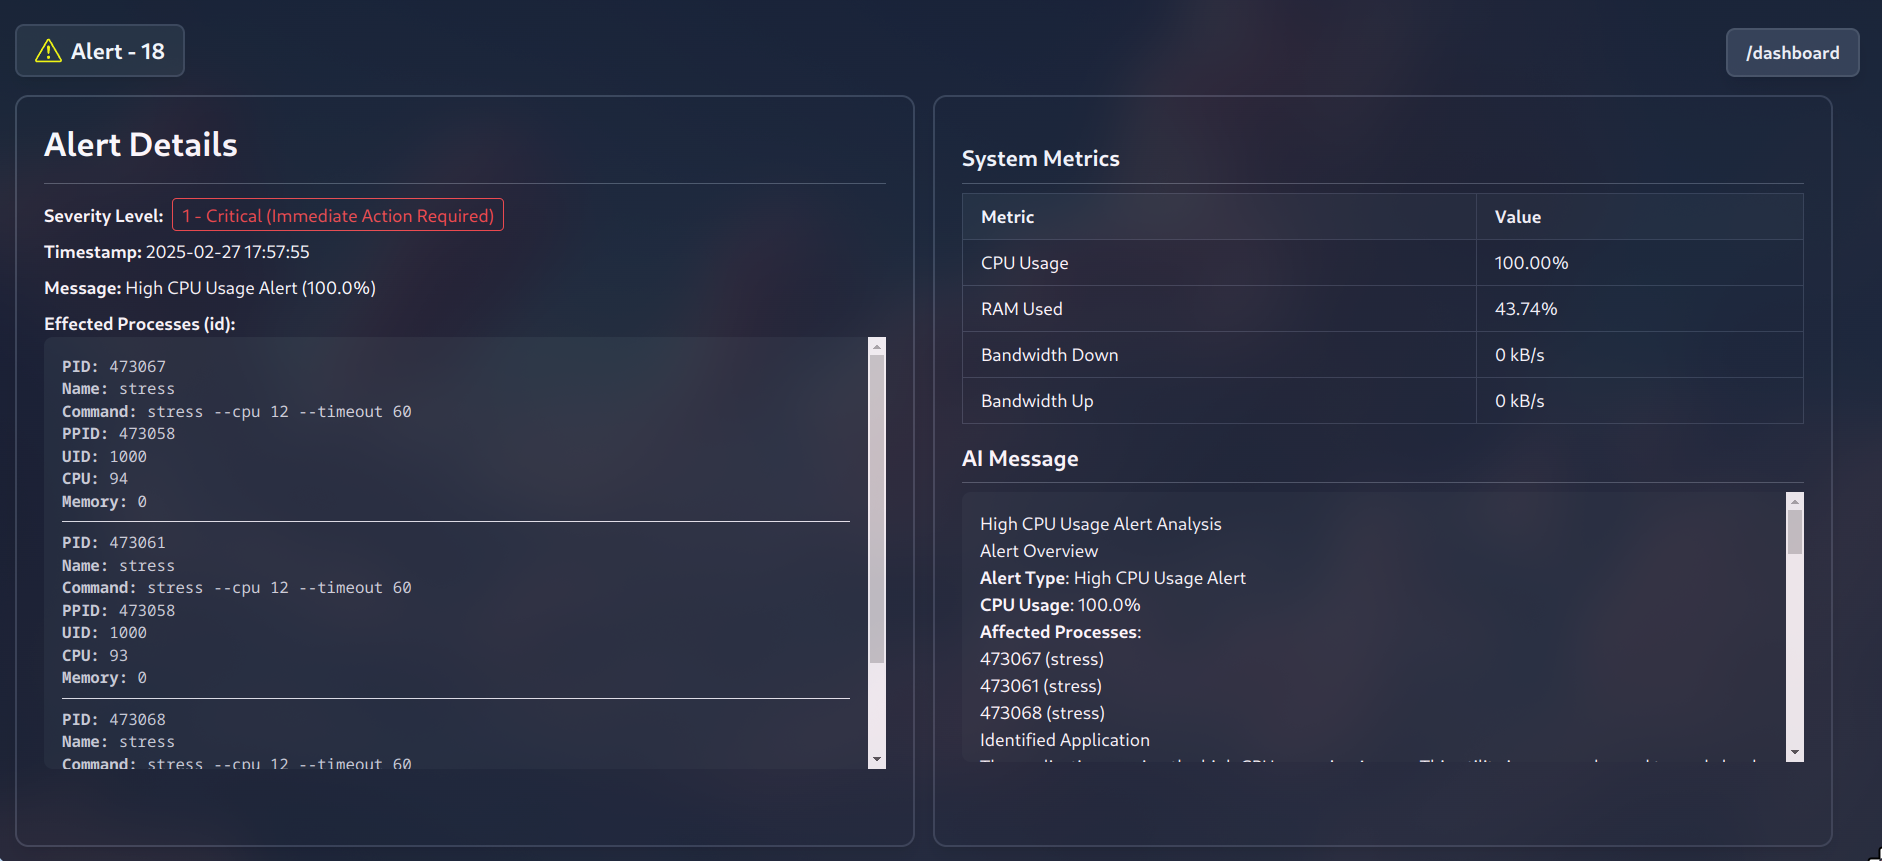 Alert - 18
/dashboard
Alert Details
Severity Level: 1 - Critical (Immediate Action Required)
Timestamp: 2025-02-27 17:57:55
Message: High CPU Usage Alert (100.0%)
Effected Processes (id):
PID: 473067
Name: stress
Command: stress --cpu 12 --timeout 60
PPID: 473058
UID: 1000
CPU: 94
Memory: 0
PID: 473061
Name: stress
Command: stress --cpu 12 --timeout 60
PPID: 473058
UID: 1000
CPU: 93
Memory: 0
PID: 473068
Name: stress
Command: stress --cpu 12 --timeout 60
System Metrics
Metric Value
CPU Usage 100.00%
RAM Used 43.74%
Bandwidth Down 0 kB/s
Bandwidth Up 0 kB/s
AI Message
High CPU Usage Alert Analysis
Alert Overview
Alert Type: High CPU Usage Alert
CPU Usage: 100.0%
Affected Processes:
473067 (stress)
473061 (stress)
473068 (stress)
Identified Application